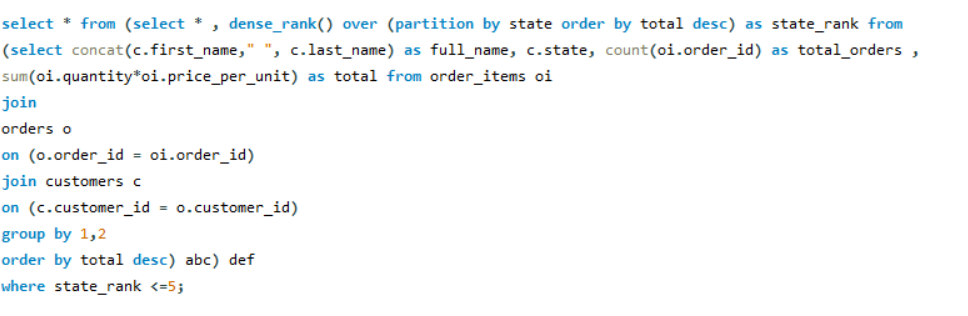 select * from (select * , dense_rank() over (partition by state order by total desc) as state_rank from
(select concat(c.first_name," ", c.last_name) as full_name, c.state, count(oi.order_id) as total_orders ,
sum(oi.quantity*oi.price_per_unit) as total from order_items oi
join
orders o
on (o.order_id = oi.order_id)
join customers c
on (c.customer_id = o.customer_id)
group by 1,2
order by total desc) abc) def
where state_rank <=5;